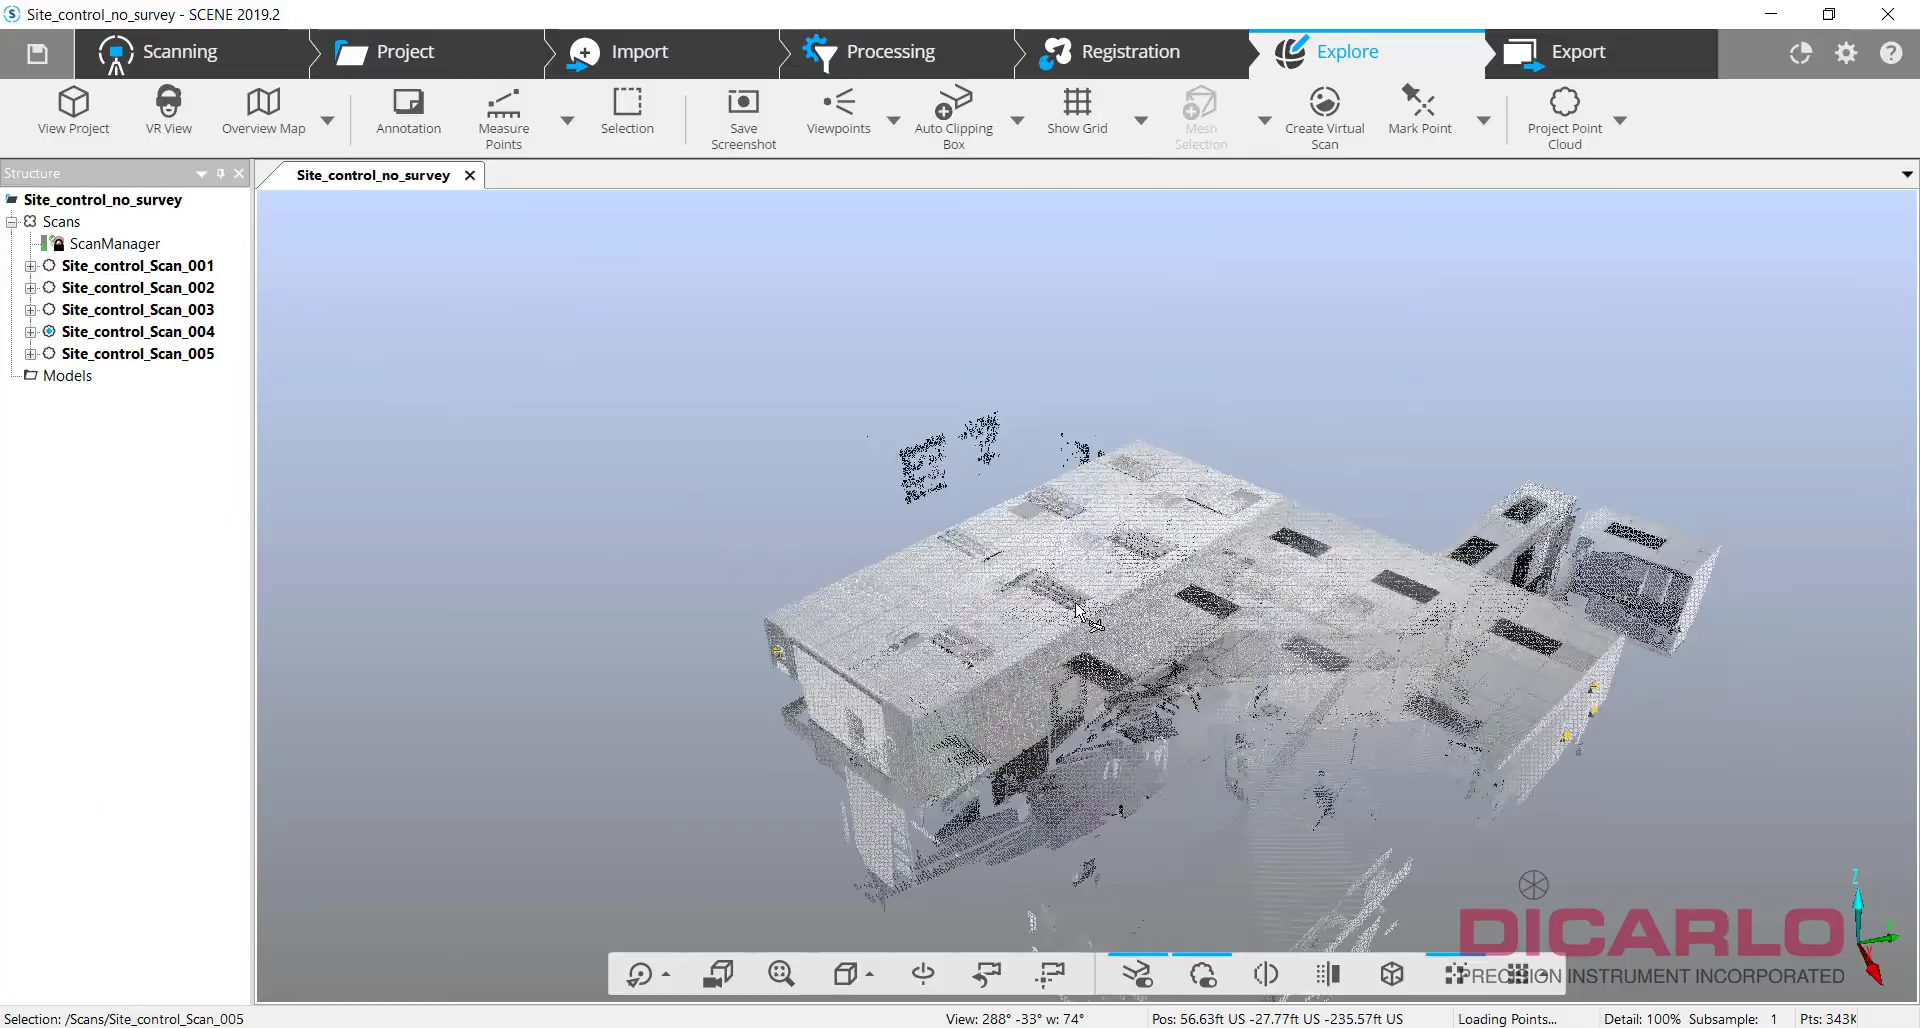 Site_control_no_survey - SCENE 2019.2
Scanning
Project
Import
Processing
Registration
Explore
Export
View Project
VR View
Overview Map
Annotation
Measure
Points
Selection
Save
Screenshot
Viewpoints
Auto Clipping
Box
Show Grid
Mesh
Selection
Create Virtual
Scan
Mark Point
Project Point
Cloud
Structure
Site_control_no_survey
Site_control_no_survey
Scans
ScanManager
Site_control_Scan_001
Site_control_Scan_002
Site_control_Scan_003
Site_control_Scan_004
Site_control_Scan_005
Models
Z
DICARLO
PRECISION INSTRUMENT INCORPORATED
Selection: /Scans/Site_control_Scan_005
View: 288° -33° w: 74°
Pos: 56.63ft US -27.77ft US -235.57ft US
Loading Points...
Detail: 100% Subsample: 1
Pts: 343K